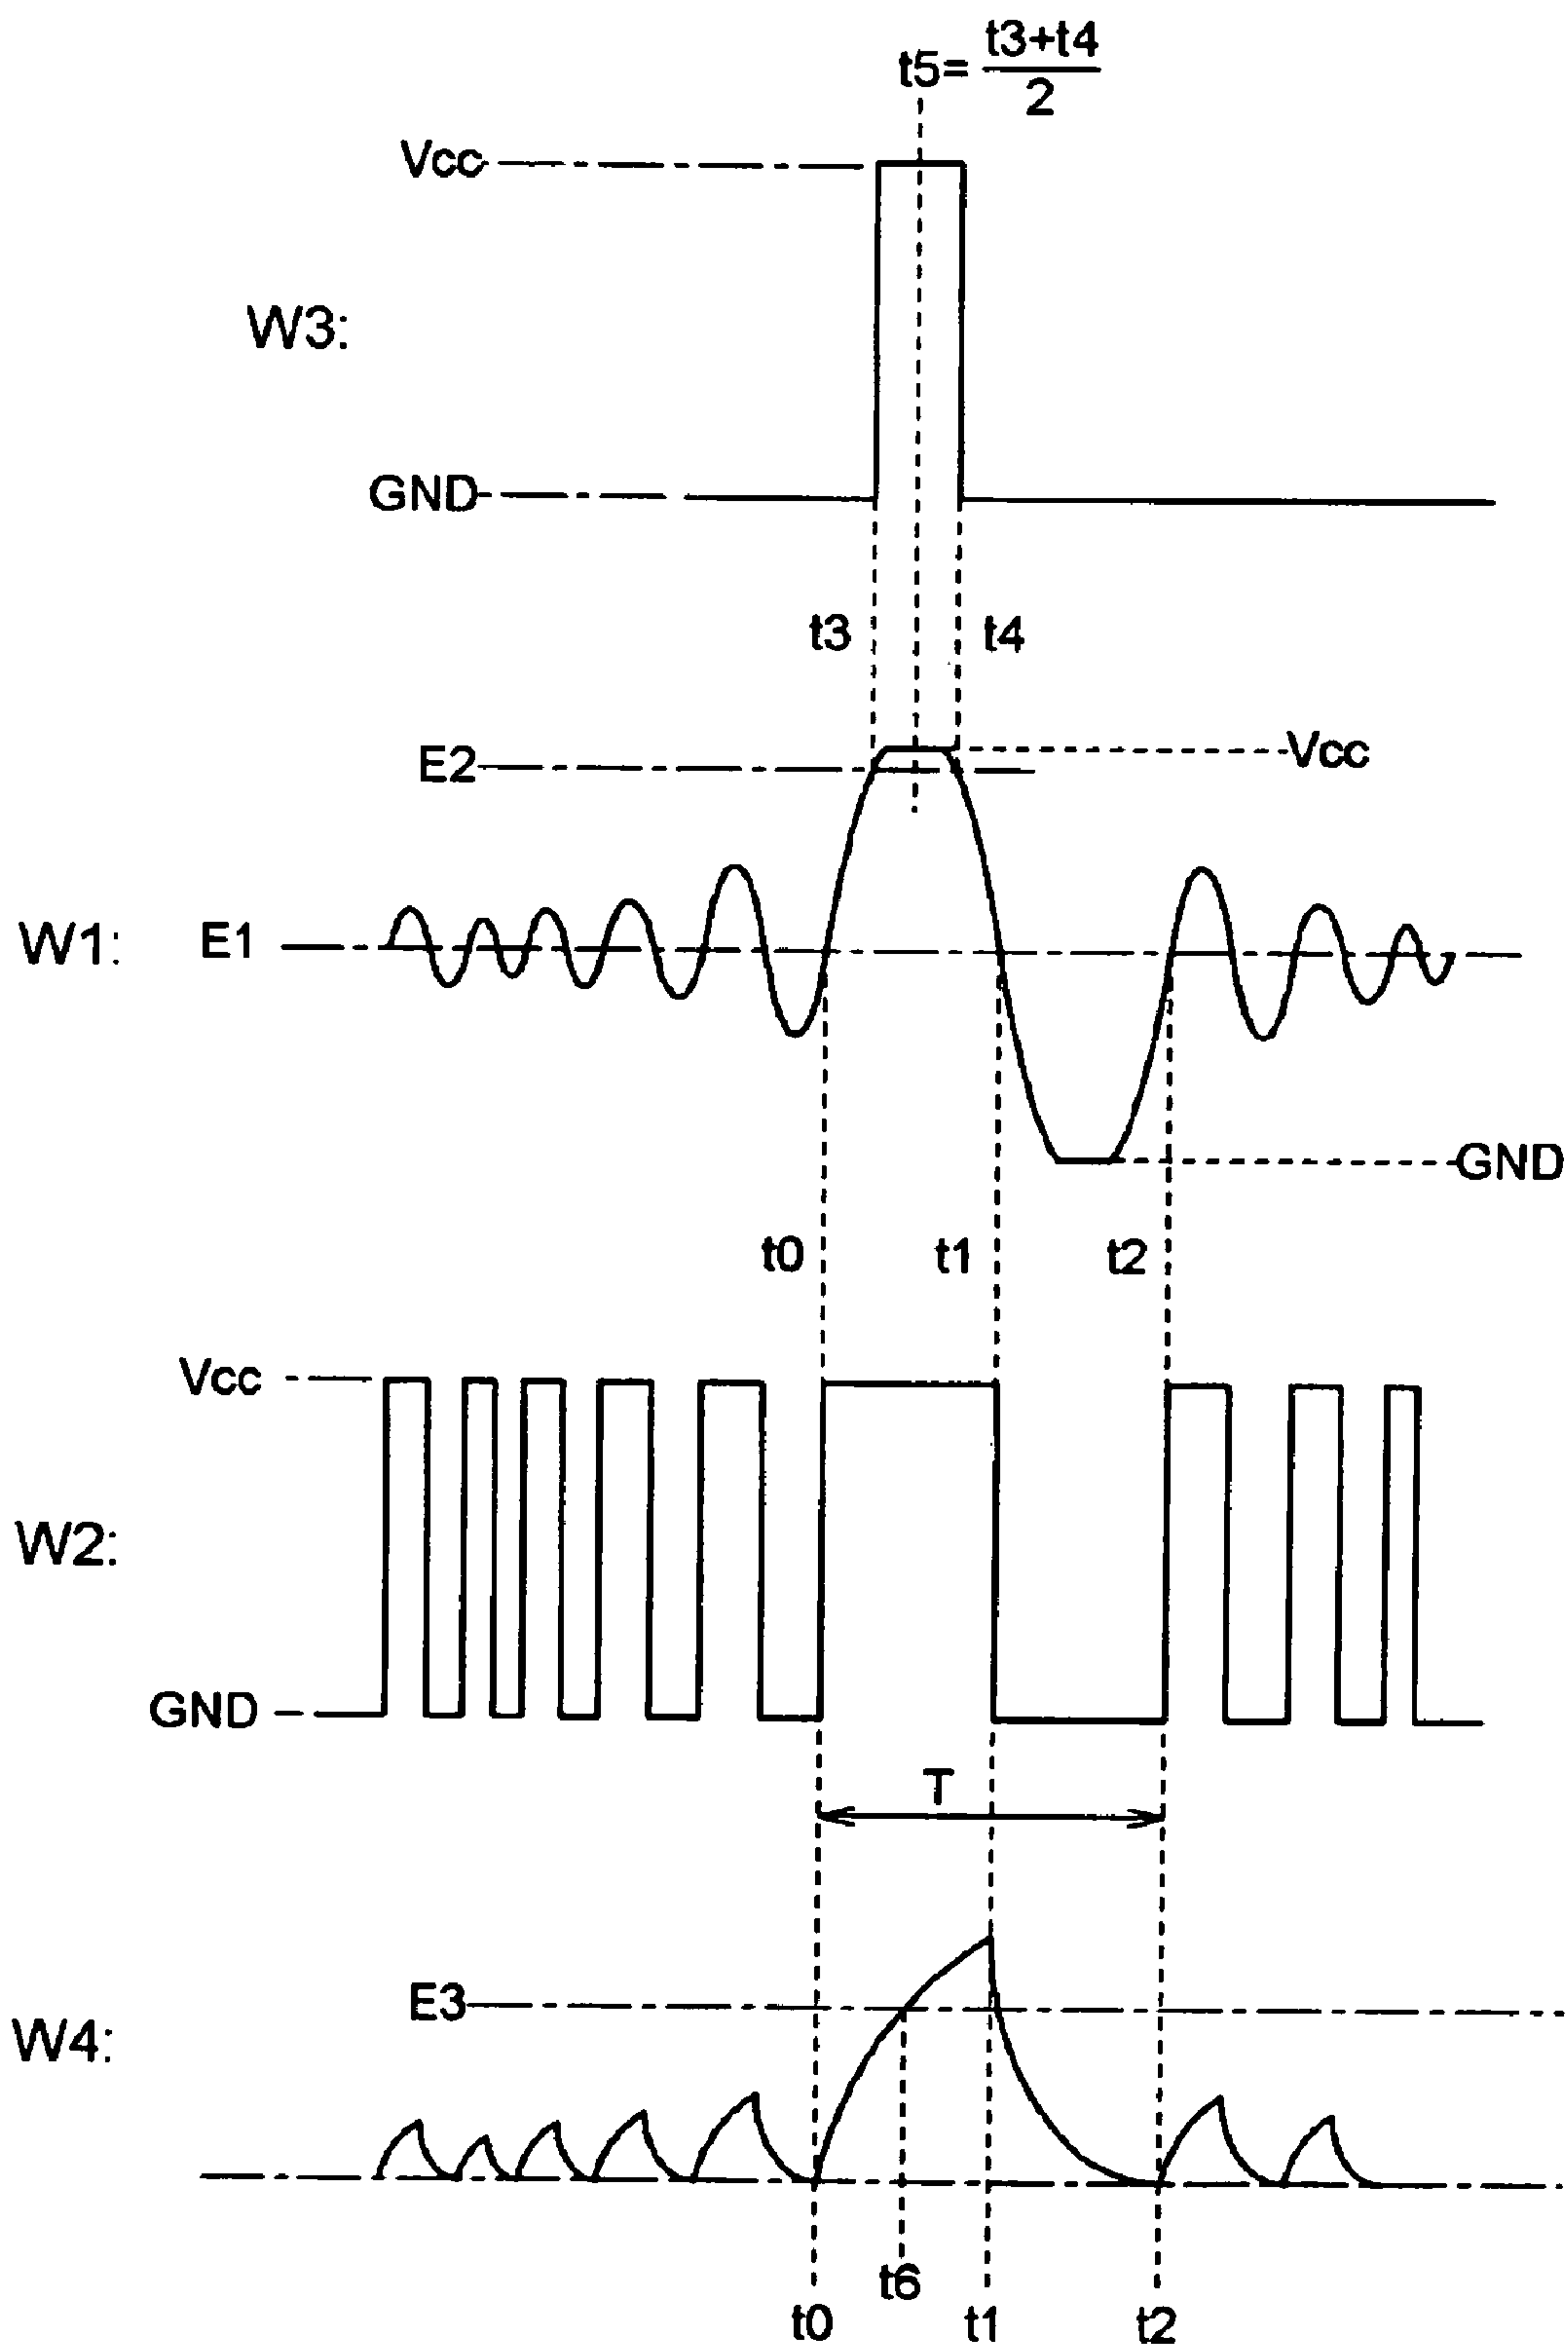 t5= t3+t4
2
Vcc
W3:
GND
t3 t4
E2 Vcc
W1: E1
GND
t0 t1 t2
Vcc
W2:
GND
T
E3
W4:
t6
t0 t1 t2